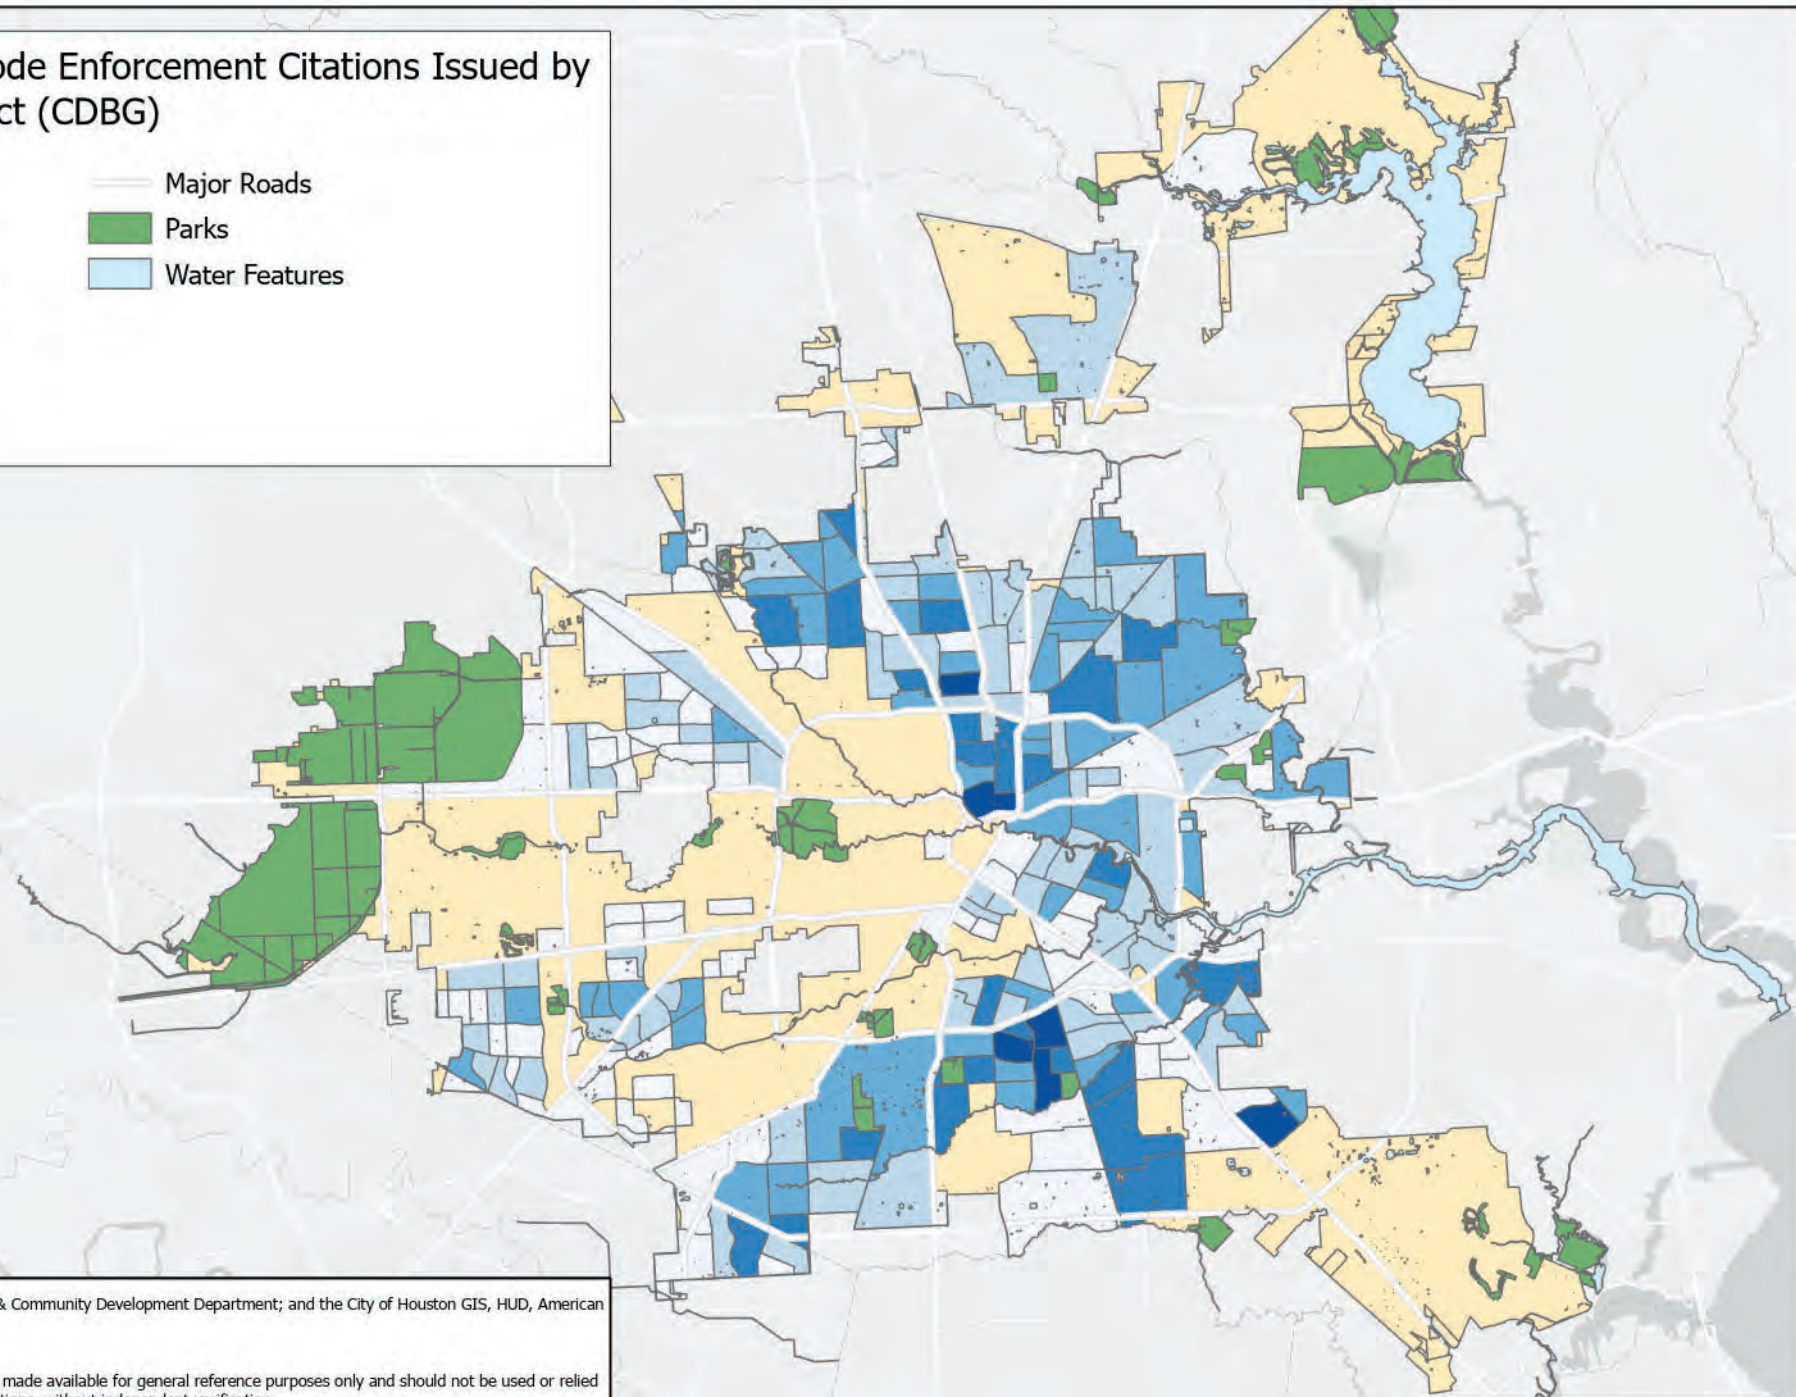 ode Enforcement Citations Issued by
ct (CDBG)
Major Roads
Parks
Water Features
& Community Development Department; and the City of Houston GIS, HUD, American
made available for general reference purposes only and should not be used or relied